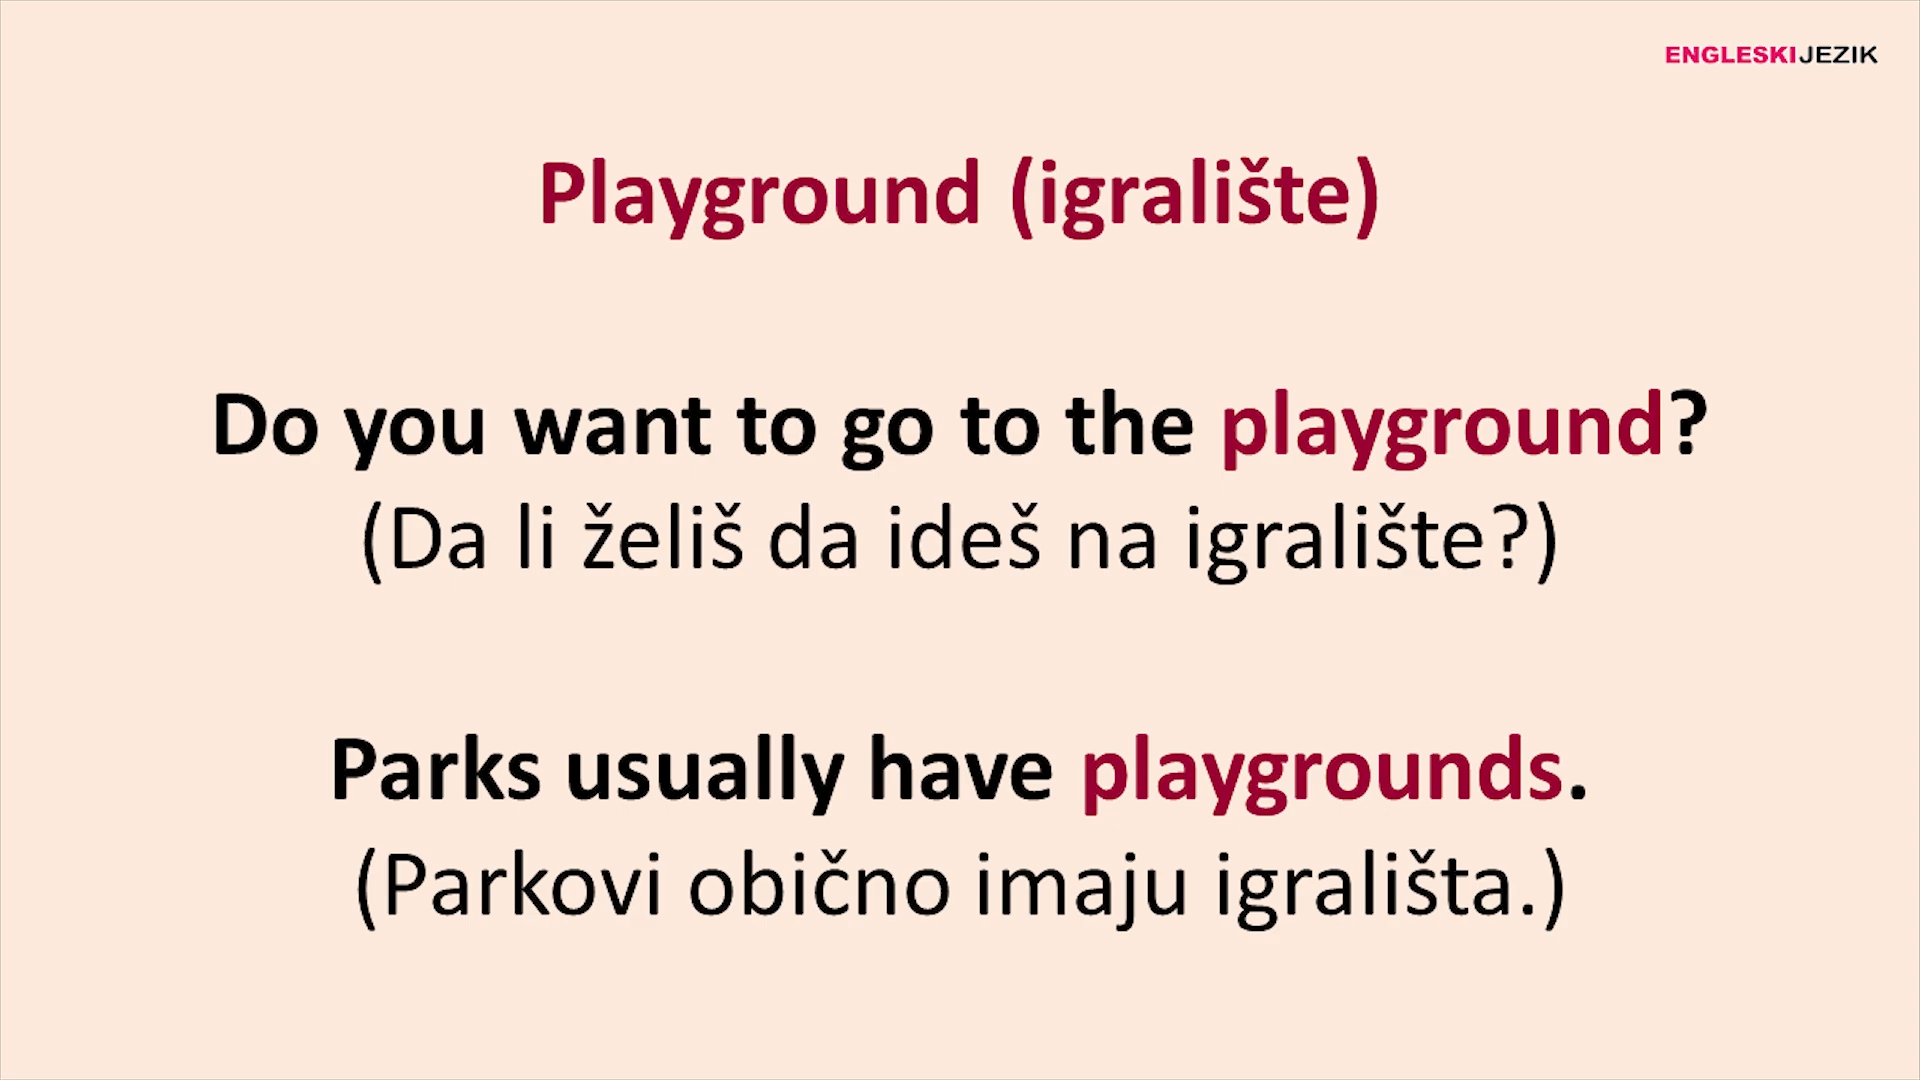 ENGLESKIJEZIK
Playground (igralište)
Do you want to go to the playground?
(Da li želiš da ideš na igralište?)
Parks usually have playgrounds.
(Parkovi obično imaju igrališta.)